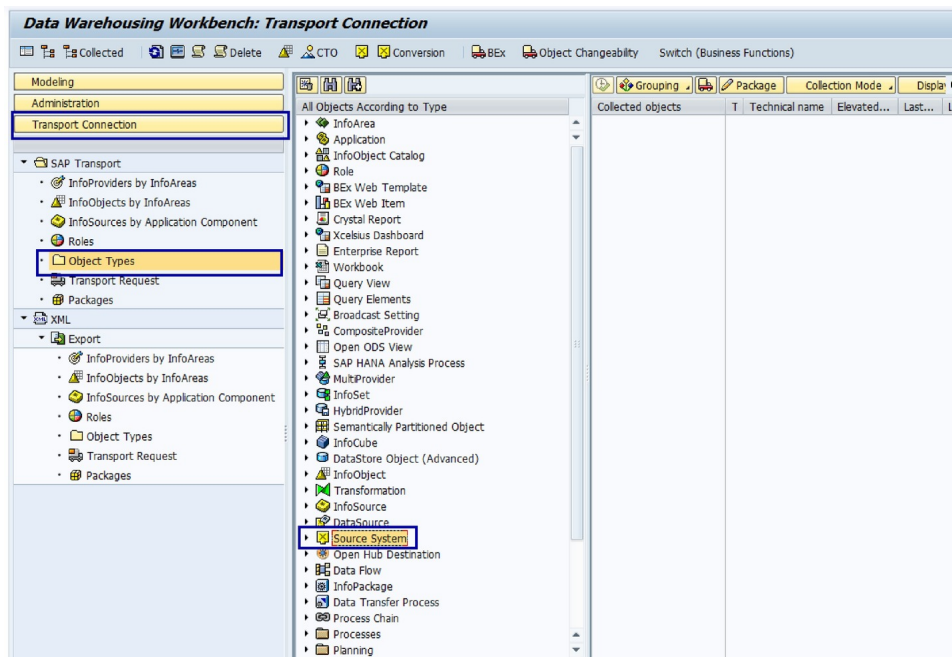 Data Warehousing Workbench: Transport Connection
Collected Delete CTO Conversion BEx Object Changeability Switch (Business Functions)
Modeling
Administration
Transport Connection
SAP Transport
InfoProviders by InfoAreas
InfoObjects by InfoAreas
InfoSources by Application Component
Roles
Object Types
Transport Request
Packages
XML
Export
InfoProviders by InfoAreas
InfoObjects by InfoAreas
InfoSources by Application Component
Roles
Object Types
Transport Request
Packages
All Objects According to Type
InfoArea
Application
InfoObject Catalog
Role
BEx Web Template
BEx Web Item
Crystal Report
Xcelsius Dashboard
Enterprise Report
Workbook
Query View
Query Elements
Broadcast Setting
CompositeProvider
Open ODS View
SAP HANA Analysis Process
MultiProvider
InfoSet
HybridProvider
Semantically Partitioned Object
InfoCube
DataStore Object (Advanced)
InfoObject
Transformation
InfoSource
DataSource
Source System
Open Hub Destination
Data Flow
InfoPackage
Data Transfer Process
Process Chain
Processes
Planning
Grouping Package Collection Mode Displa
Collected objects T Technical name Elevated... Last... L